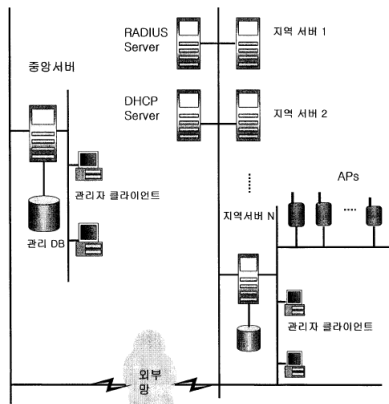 RADIUS
Server
지역 서버 1
중앙서버
DHCP
Server
지역 서버 2
관리자 클라이언트
관리 DB
APs
지역서버 N
관리자 클라이언트
외부
망